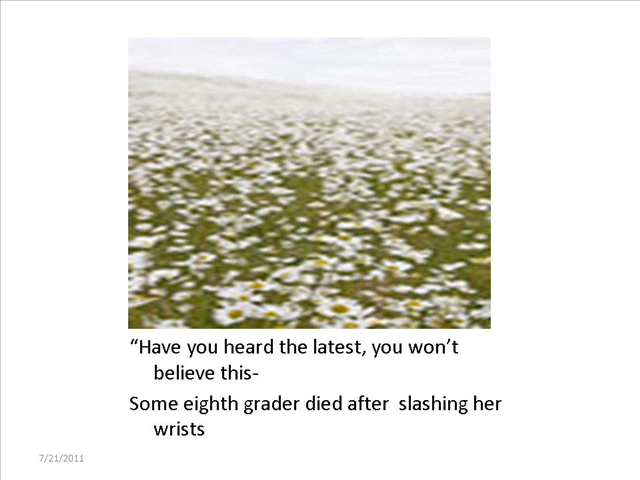 “Have you heard the latest, you won’t
believe this-
Some eighth grader died after  slashing her
wrists
7/21/2011